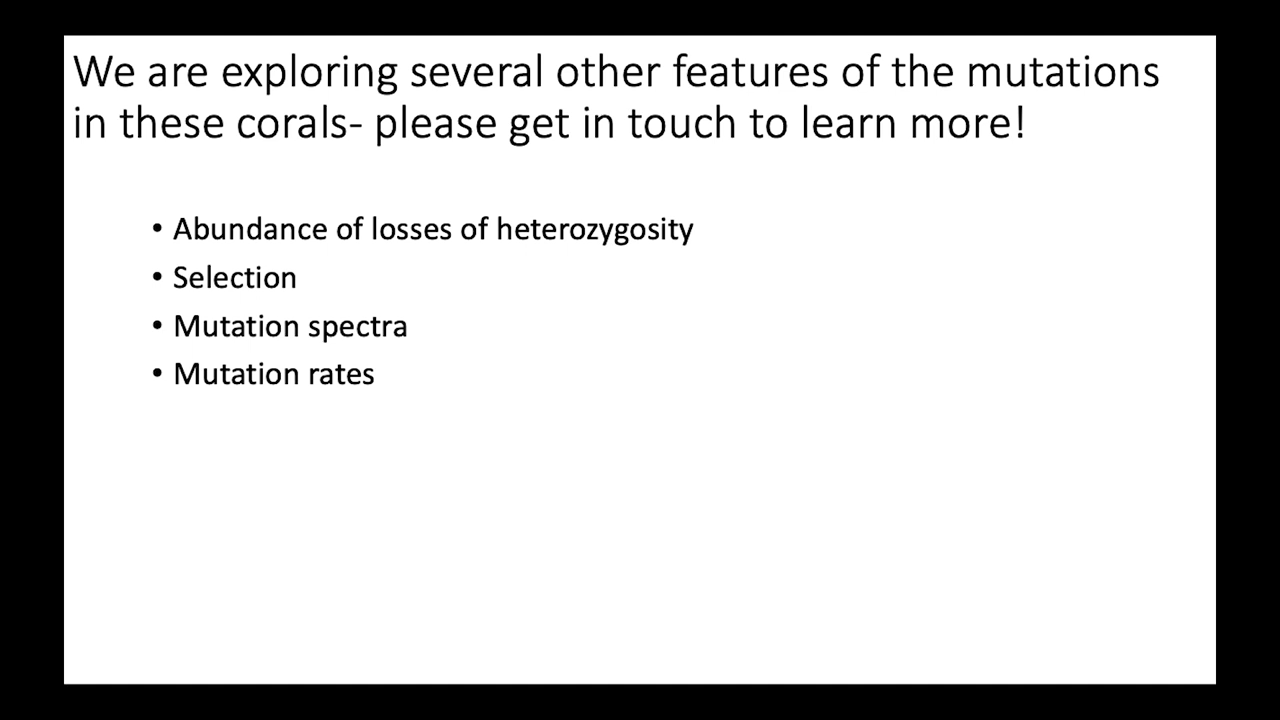 We are exploring several other features of the mutations
in these corals- please get in touch to learn more!
• Abundance of losses of heterozygosity
• Selection
• Mutation spectra
• Mutation rates